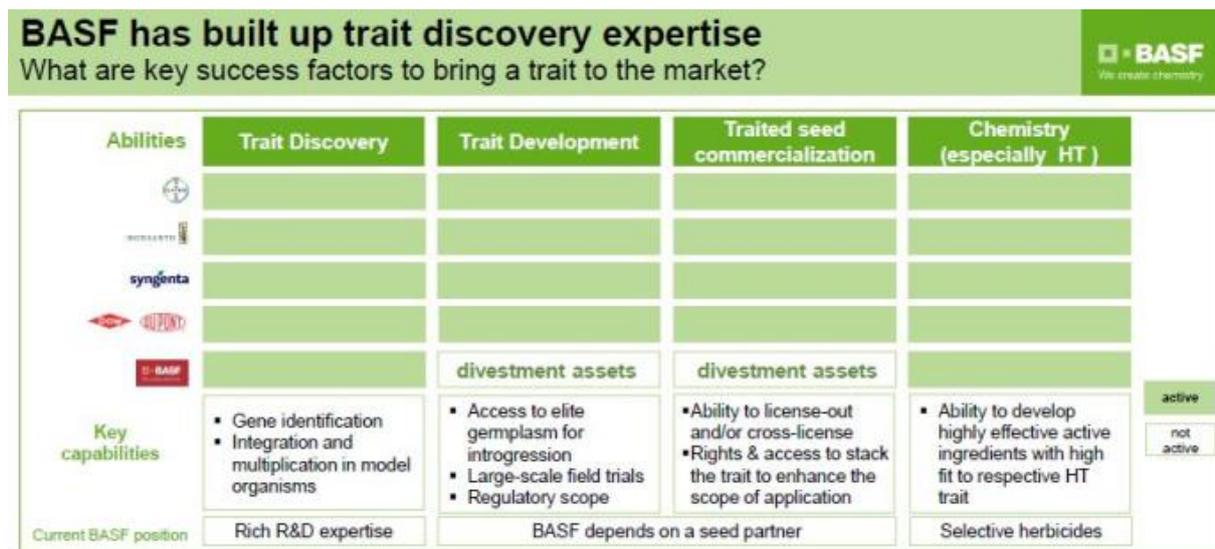 BASF has built up trait discovery expertise
What are key success factors to bring a trait to the market?
BASF
We create chemistry
Abilities
Trait Discovery
Trait Development
Traited seed
commercialization
Chemistry
(especially HT )
MONSANTO
syngenta
DOW
DUPONT
BASF
divestment assets
divestment assets
Key
capabilities
▪ Gene identification
▪ Integration and
multiplication in model
organisms
▪ Access to elite
germplasm for
introgression
▪ Large-scale field trials
▪ Regulatory scope
▪Ability to license-out
and/or cross-license
▪Rights & access to stack
the trait to enhance the
scope of application
▪ Ability to develop
highly effective active
ingredients with high
fit to respective HT
trait
active
not
active
Current BASF position
Rich R&D expertise
BASF depends on a seed partner
Selective herbicides